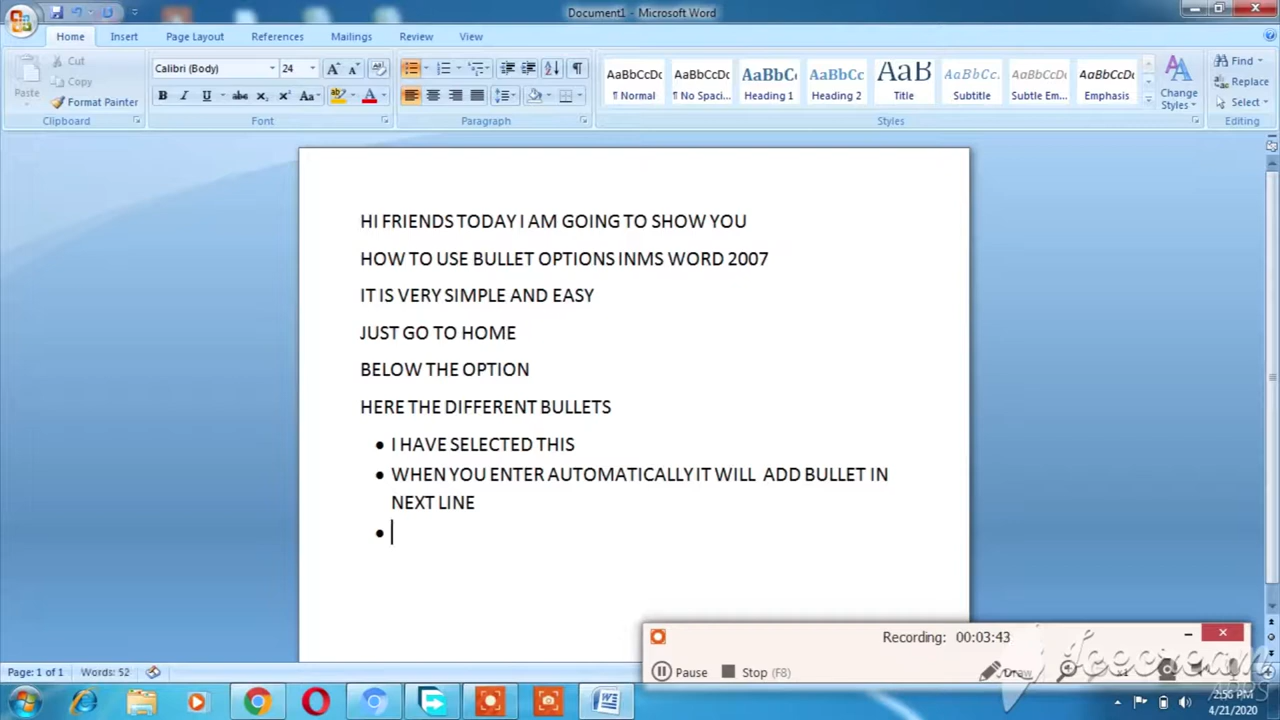 Document1 - Microsoft Word
Home Insert Page Layout References Mailings Review View
Paste
Cut
Copy
Format Painter
Clipboard
Calibri (Body) 24
Font
Paragraph
AaBbCcDc AaBbCcDc AaBbCc AaBbCc AaB AaBbCc. AaBbCcDc AaBbCcDc
¶ Normal ¶ No Spaci... Heading 1 Heading 2 Title Subtitle Subtle Em... Emphasis
Change Styles
Styles
Find
Replace
Select
Editing
HI FRIENDS TODAY I AM GOING TO SHOW YOU
HOW TO USE BULLET OPTIONS INMS WORD 2007
IT IS VERY SIMPLE AND EASY
JUST GO TO HOME
BELOW THE OPTION
HERE THE DIFFERENT BULLETS
• I HAVE SELECTED THIS
• WHEN YOU ENTER AUTOMATICALLY IT WILL ADD BULLET IN
NEXT LINE
•
Recording: 00:03:43
Pause Stop (F8) Draw
Icecream
APPS
Page: 1 of 1 Words: 52
2:58 PM
4/21/2020